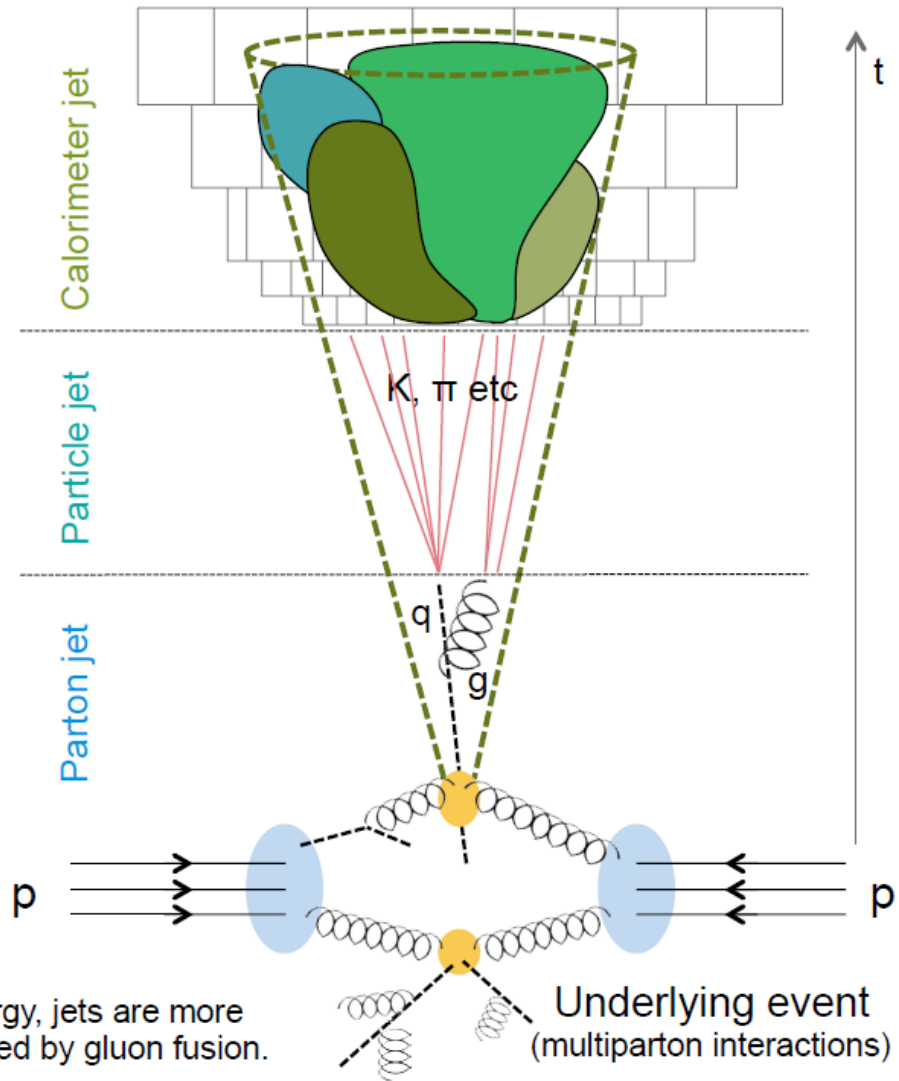 t
Calorimeter jet
K, π etc
Particle jet
q
g
Parton jet
p
p
Underlying event
(multiparton interactions)
jets are more
by gluon fusion.